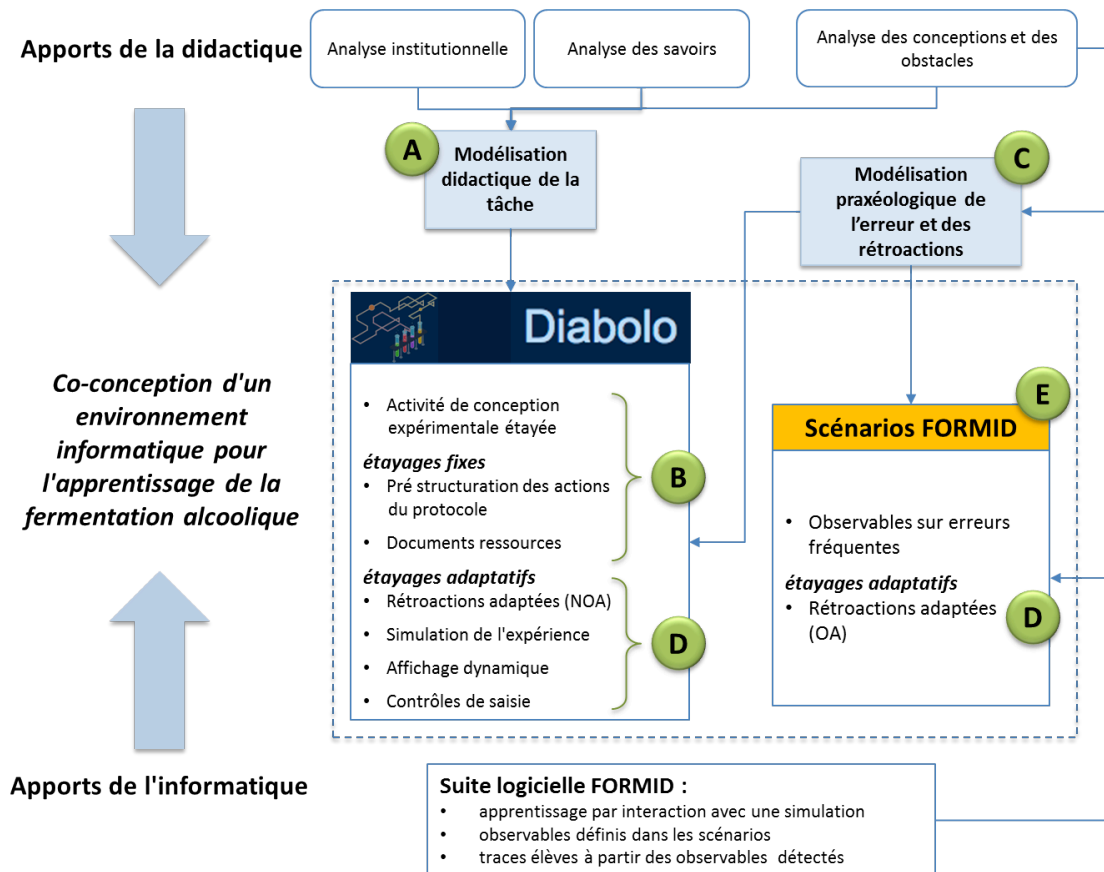 Apports de la didactique
Analyse institutionnelle
Analyse des savoirs
Analyse des conceptions et des
obstacles
A
Modélisation
didactique de la
tâche
C
Modélisation
praxéologique de
l'erreur et des
rétroactions
Co-conception d'un
environnement
informatique pour
l'apprentissage de la
fermentation alcoolique
Diabolo
• Activité de conception
expérimentale étayée
étayages fixes
• Pré structuration des actions
du protocole
• Documents ressources
B
étayages adaptatifs
• Rétroactions adaptées (NOA)
• Simulation de l'expérience
• Affichage dynamique
• Contrôles de saisie
D
E
Scénarios FORMID
• Observables sur erreurs
fréquentes
étayages adaptatifs
• Rétroactions adaptées
(OA)
D
Apports de l'informatique
Suite logicielle FORMID :
• apprentissage par interaction avec une simulation
• observables définis dans les scénarios
• traces élèves à partir des observables détectés